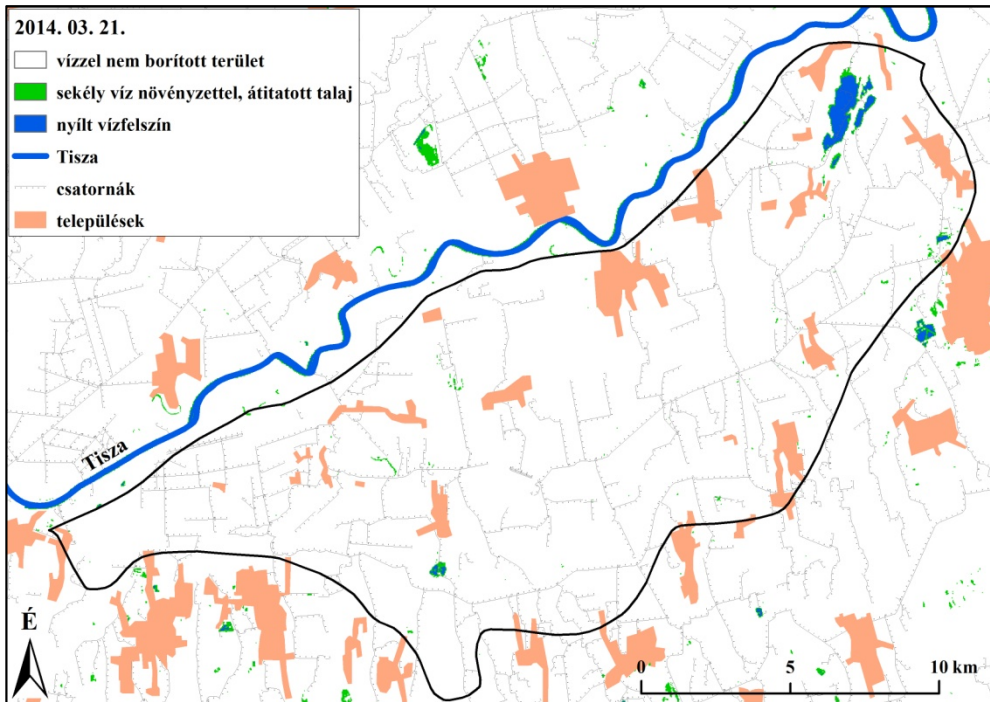 2014. 03. 21.
vízzel nem borított terület
sekély víz növényzettel, átitatott talaj
nyílt vízfelszín
Tisza
csatornák
települések
Tisza
É
0 5 10 km